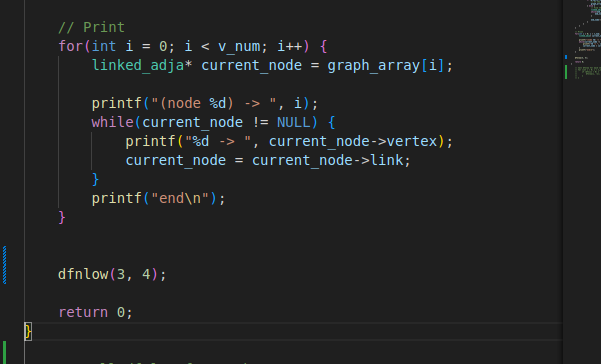 // Print
for(int i = 0; i < v_num; i++) {
linked_adja* current_node = graph_array[i];
printf("(node %d) -> ", i);
while(current_node != NULL) {
printf("%d -> ", current_node->vertex);
current_node = current_node->link;
}
printf("end\n");
}
dfnlow(3, 4);
return 0;
}